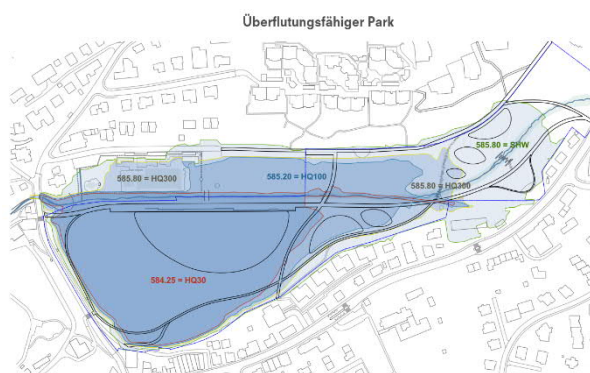 Überflutungsfähiger Park
585.80 = SHW
585.80 = HQ300
585.20 = HQ100
585.80 = HQ300
584.25 = HQ30